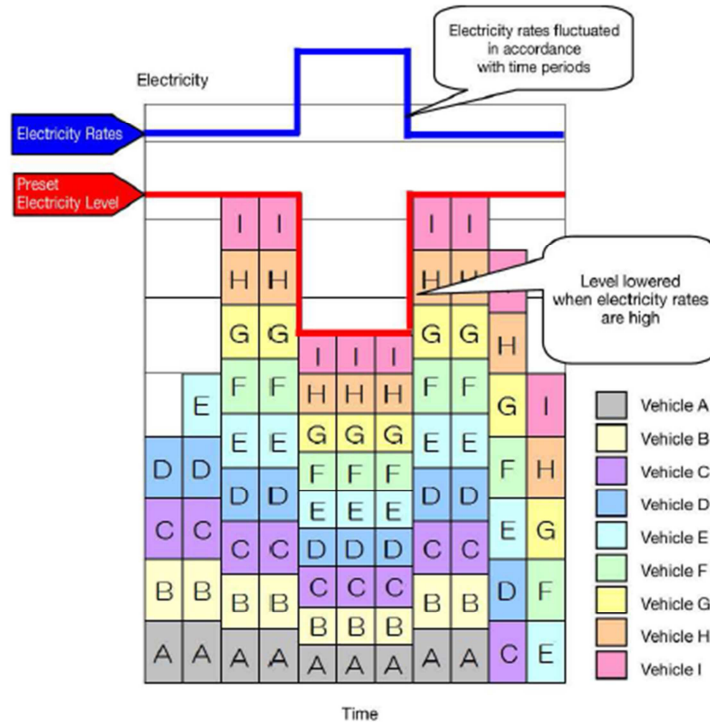 Electricity rates fluctuated
in accordance
with time periods
Electricity
Electricity Rates
Preset
Electricity Level
I I I I
H H H H
Level lowered
when electricity rates
are high
G G G G H
I I I
F F H H H F F
E G I
E E G G G E E
D D F F F F H
D D D D
E E E
C C E G
C C D D D C C
B B C C C D F
B B B B
B B B
A A A A A A A A A C E
Vehicle A
Vehicle B
Vehicle C
Vehicle D
Vehicle E
Vehicle F
Vehicle G
Vehicle H
Vehicle I
Time